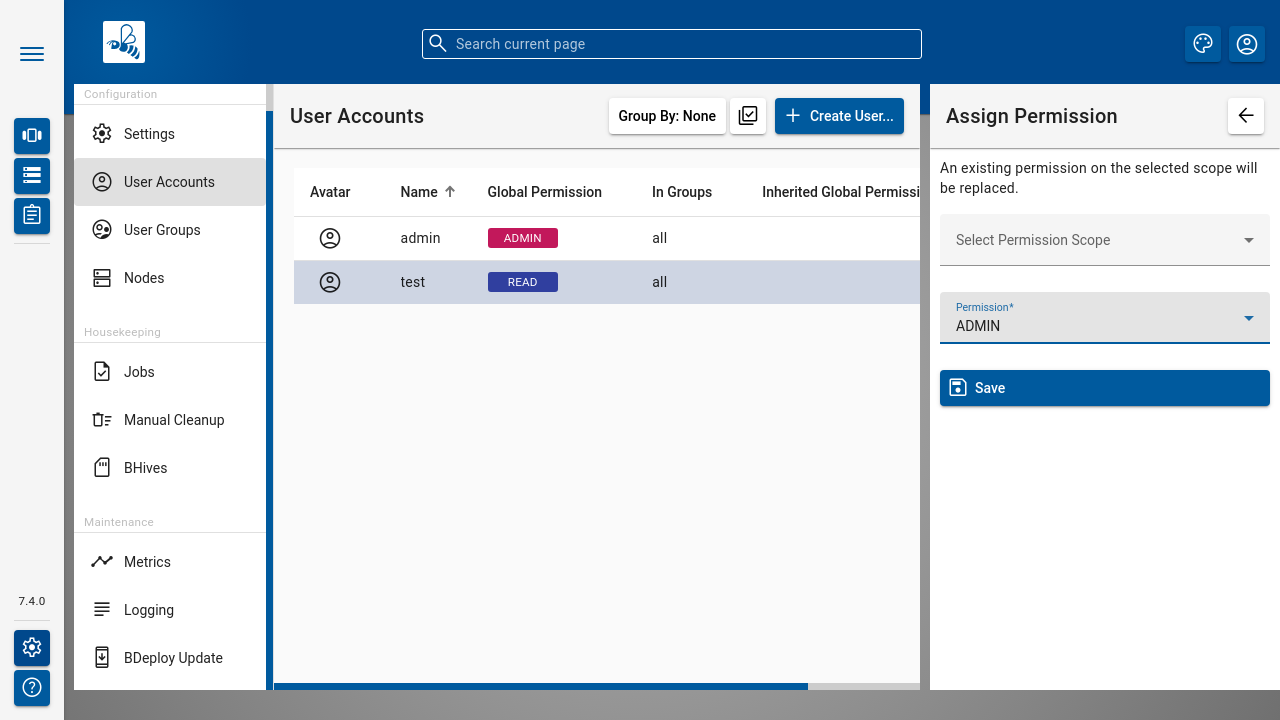 Search current page
Configuration
Settings
User Accounts
User Groups
Nodes
Housekeeping
Jobs
Manual Cleanup
BHives
Maintenance
Metrics
Logging
BDeploy Update
7.4.0
User Accounts
Group By: None
Create User...
Avatar Name Global Permission In Groups Inherited Global Permissi
admin ADMIN all
test READ all
Assign Permission
An existing permission on the selected scope will
be replaced.
Select Permission Scope
Permission*
ADMIN
Save